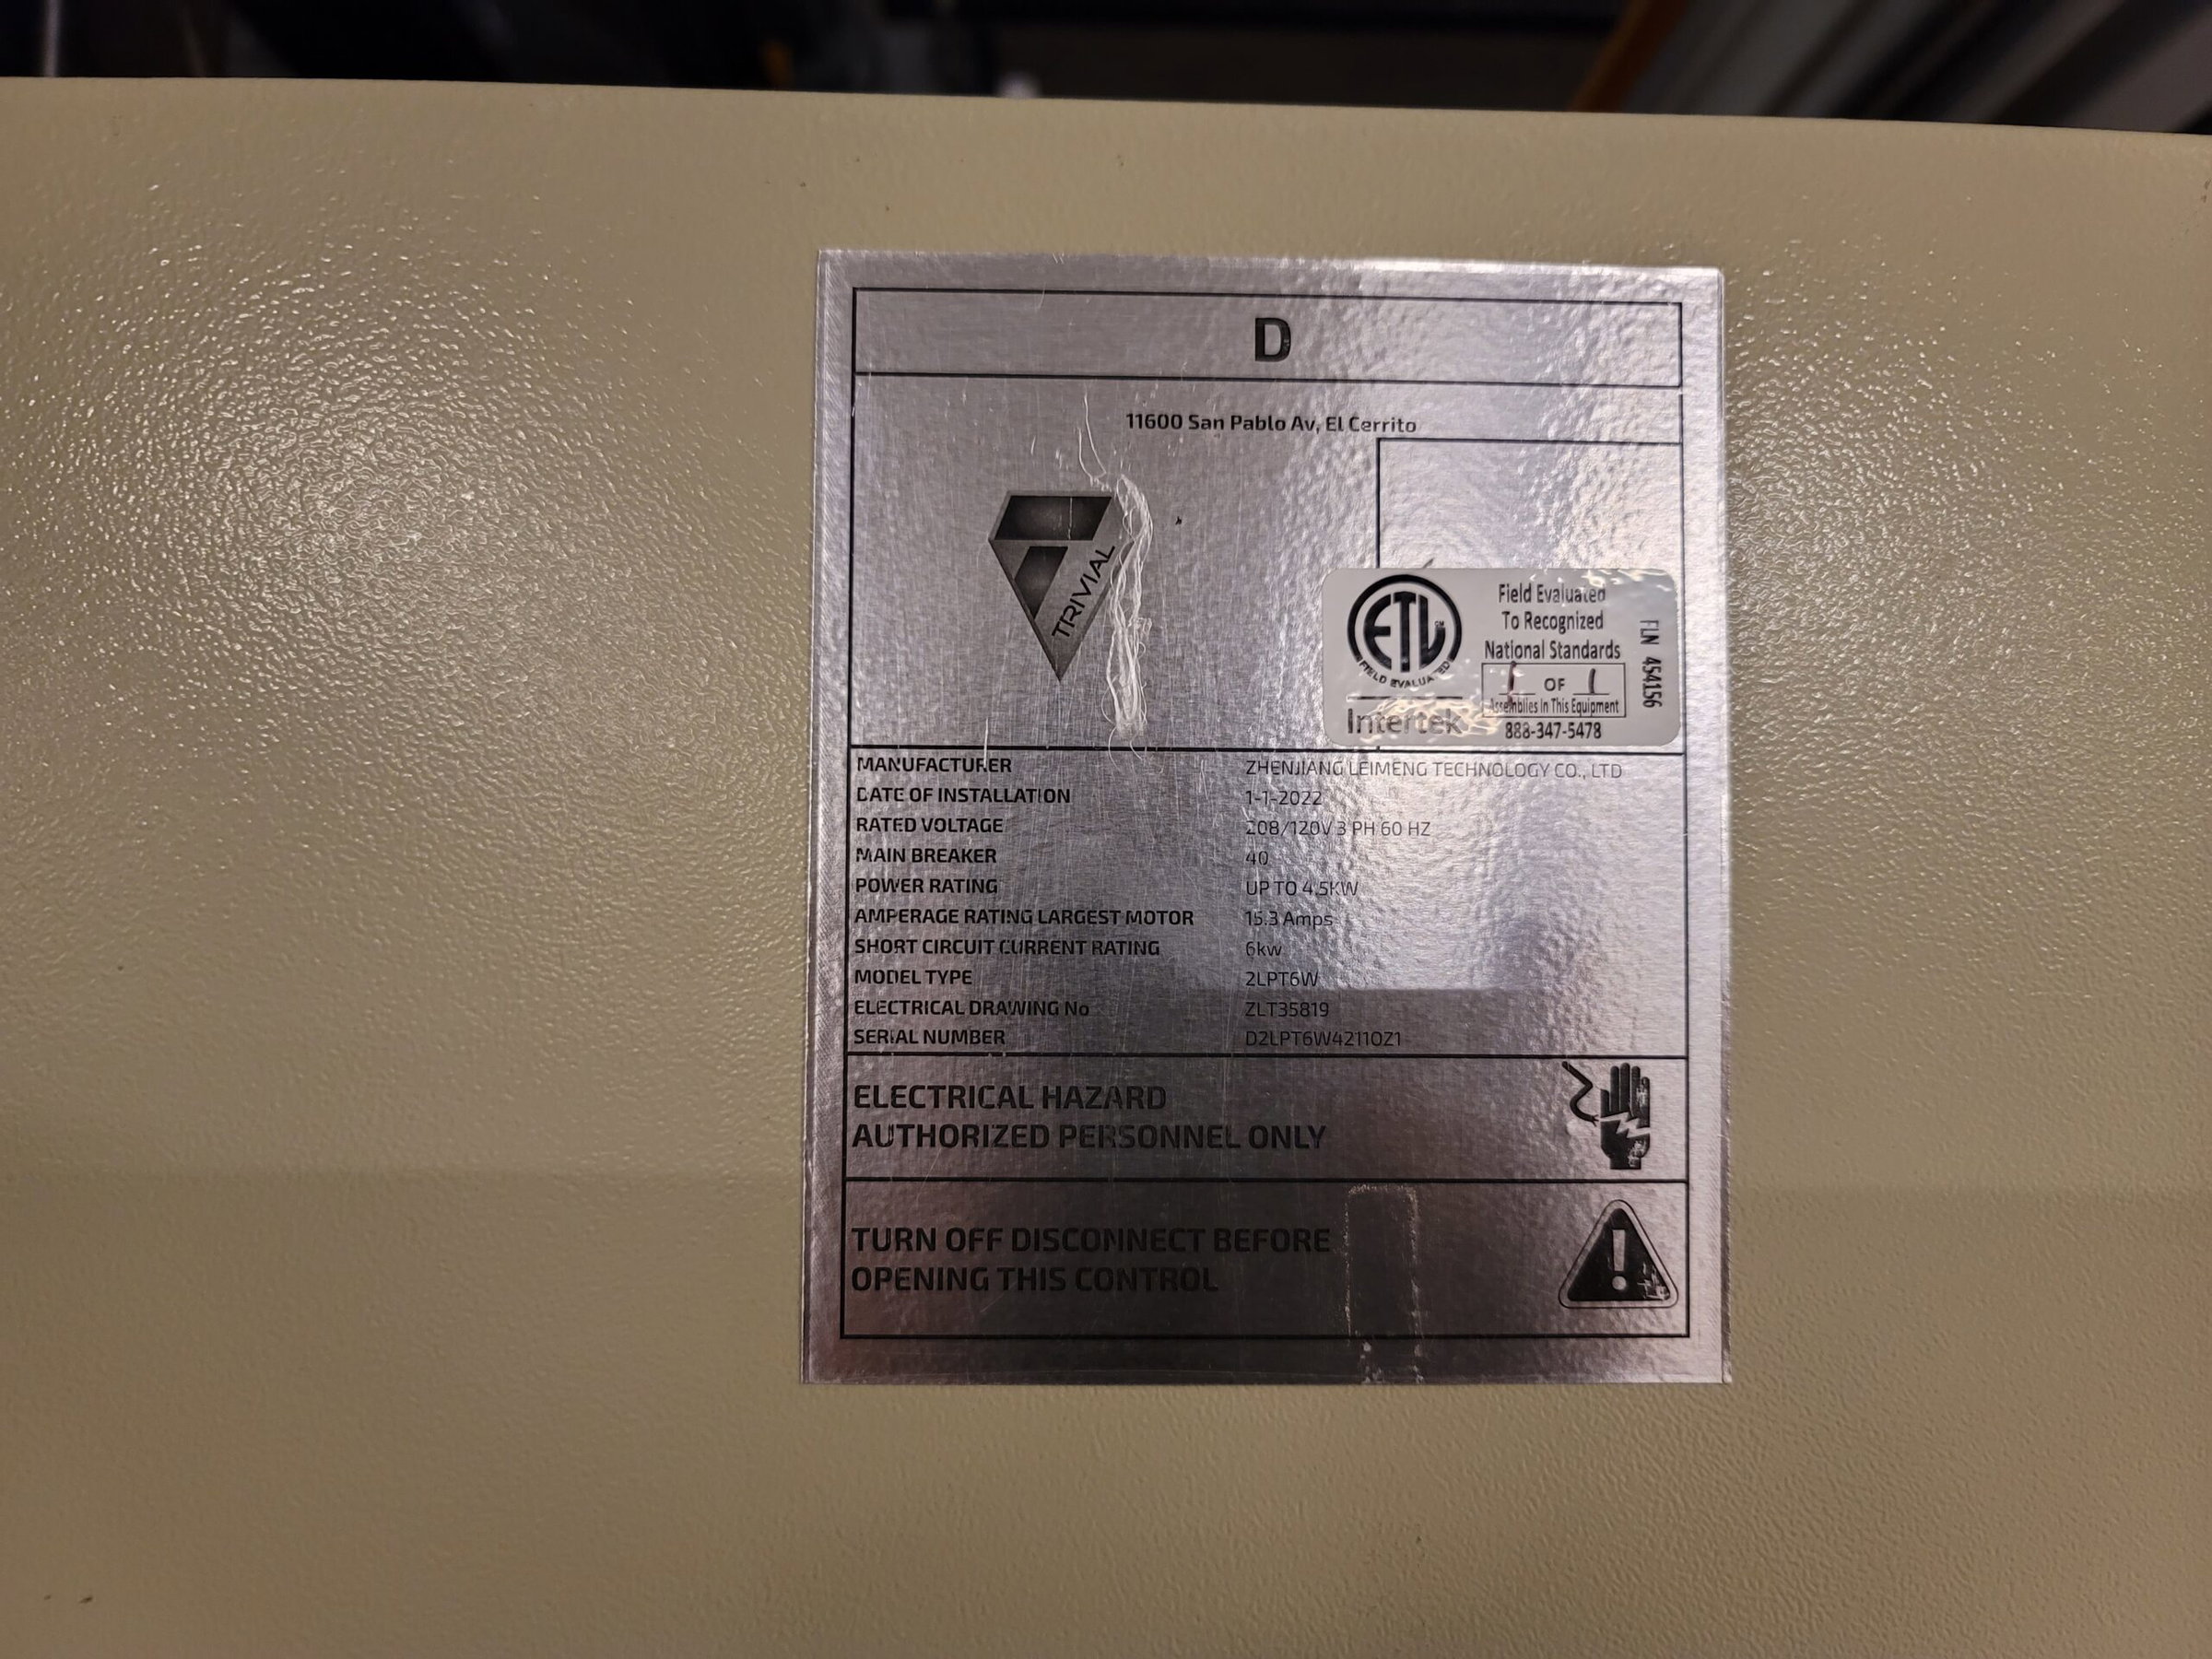 D
11600 San Pablo Av, El Cerrito
TRIVIAL
ETL CM
FIELD EVALUATED
Intertek
Field Evaluated
To Recognized
National Standards
1 OF 1
Assemblies In This Equipment
888-347-5478
FLN 454156
MANUFACTURER ZHENJIANG LEIMENG TECHNOLOGY CO., LTD
DATE OF INSTALLATION 1-1-2022
RATED VOLTAGE 208/120V 3 PH 60 HZ
MAIN BREAKER 40
POWER RATING UP TO 4.5KW
AMPERAGE RATING LARGEST MOTOR 15.3 Amps
SHORT CIRCUIT CURRENT RATING 6kw
MODEL TYPE 2LPT6W
ELECTRICAL DRAWING No ZLT35819
SERIAL NUMBER D2LPT6W4211OZ1
ELECTRICAL HAZARD
AUTHORIZED PERSONNEL ONLY
TURN OFF DISCONNECT BEFORE
OPENING THIS CONTROL